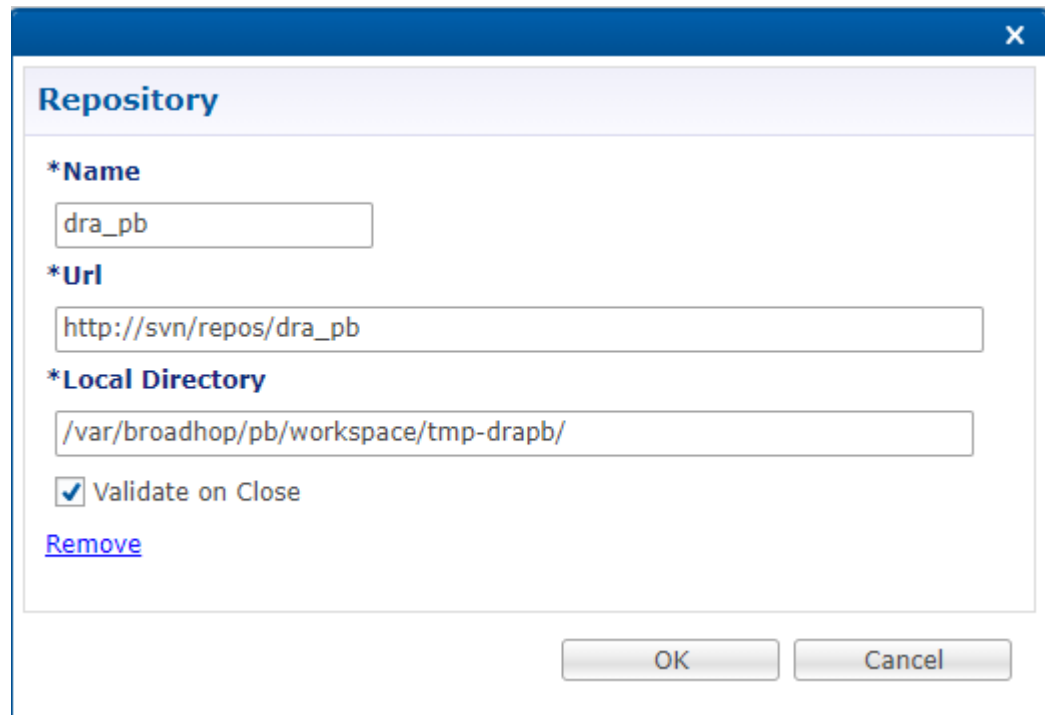 x
Repository
*Name
dra_pb
*Url
http://svn/repos/dra_pb
*Local Directory
/var/broadhop/pb/workspace/tmp-drapb/
Validate on Close
Remove
OK Cancel